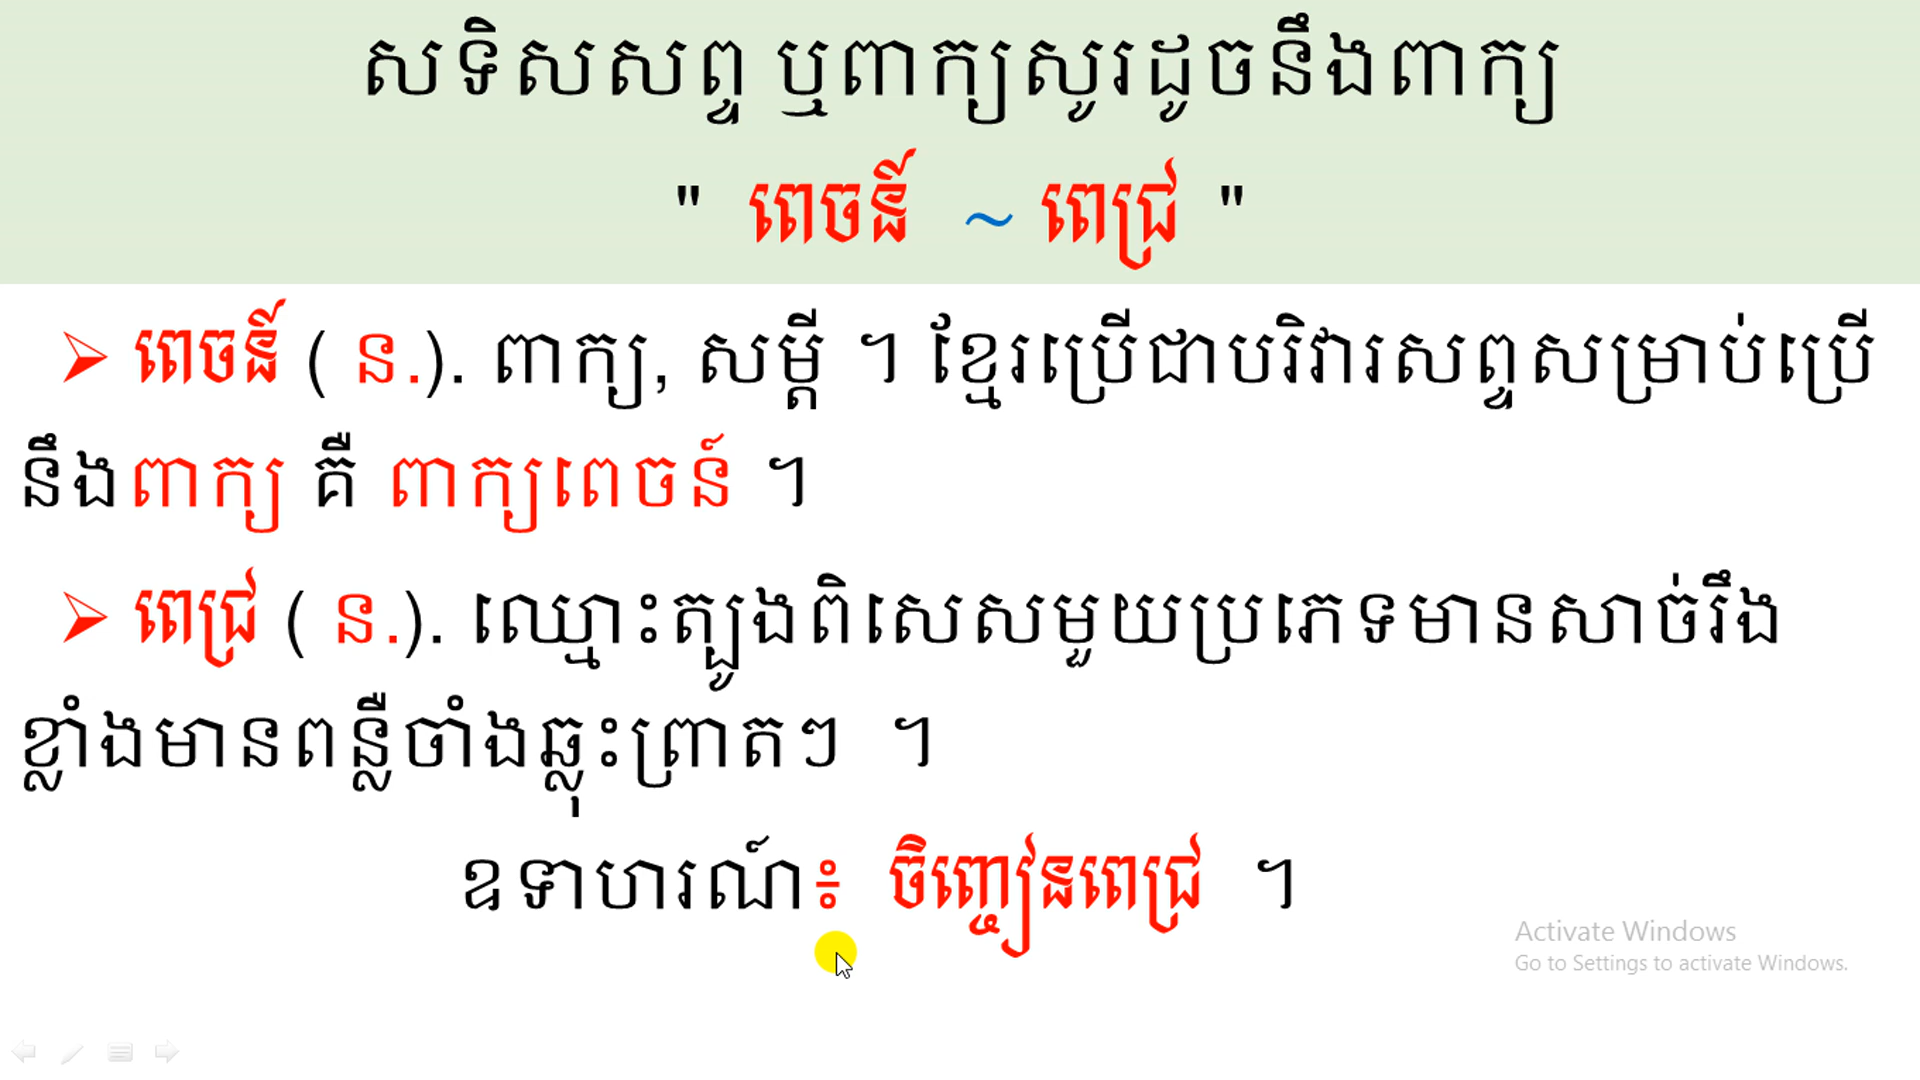 សទិសសព្ទ ឬពាក្យសូរដូចនឹងពាក្យ
" ពេចន៍ ~ ពេជ្រ "
➢ ពេចន៍ ( ន.). ពាក្យ, សម្ដី ។ ខ្មែរប្រើជាបរិវារសព្ទសម្រាប់ប្រើ
នឹងពាក្យ គឺ ពាក្យពេចន៍ ។
➢ ពេជ្រ ( ន.). ឈ្មោះត្បូងពិសេសមួយប្រភេទមានសាច់រឹង
ខ្លាំងមានពន្លឺចាំងឆ្លុះព្រាតៗ ។
ឧទាហរណ៍៖ ចិញ្ចៀនពេជ្រ ។
Activate Windows
Go to Settings to activate Windows.